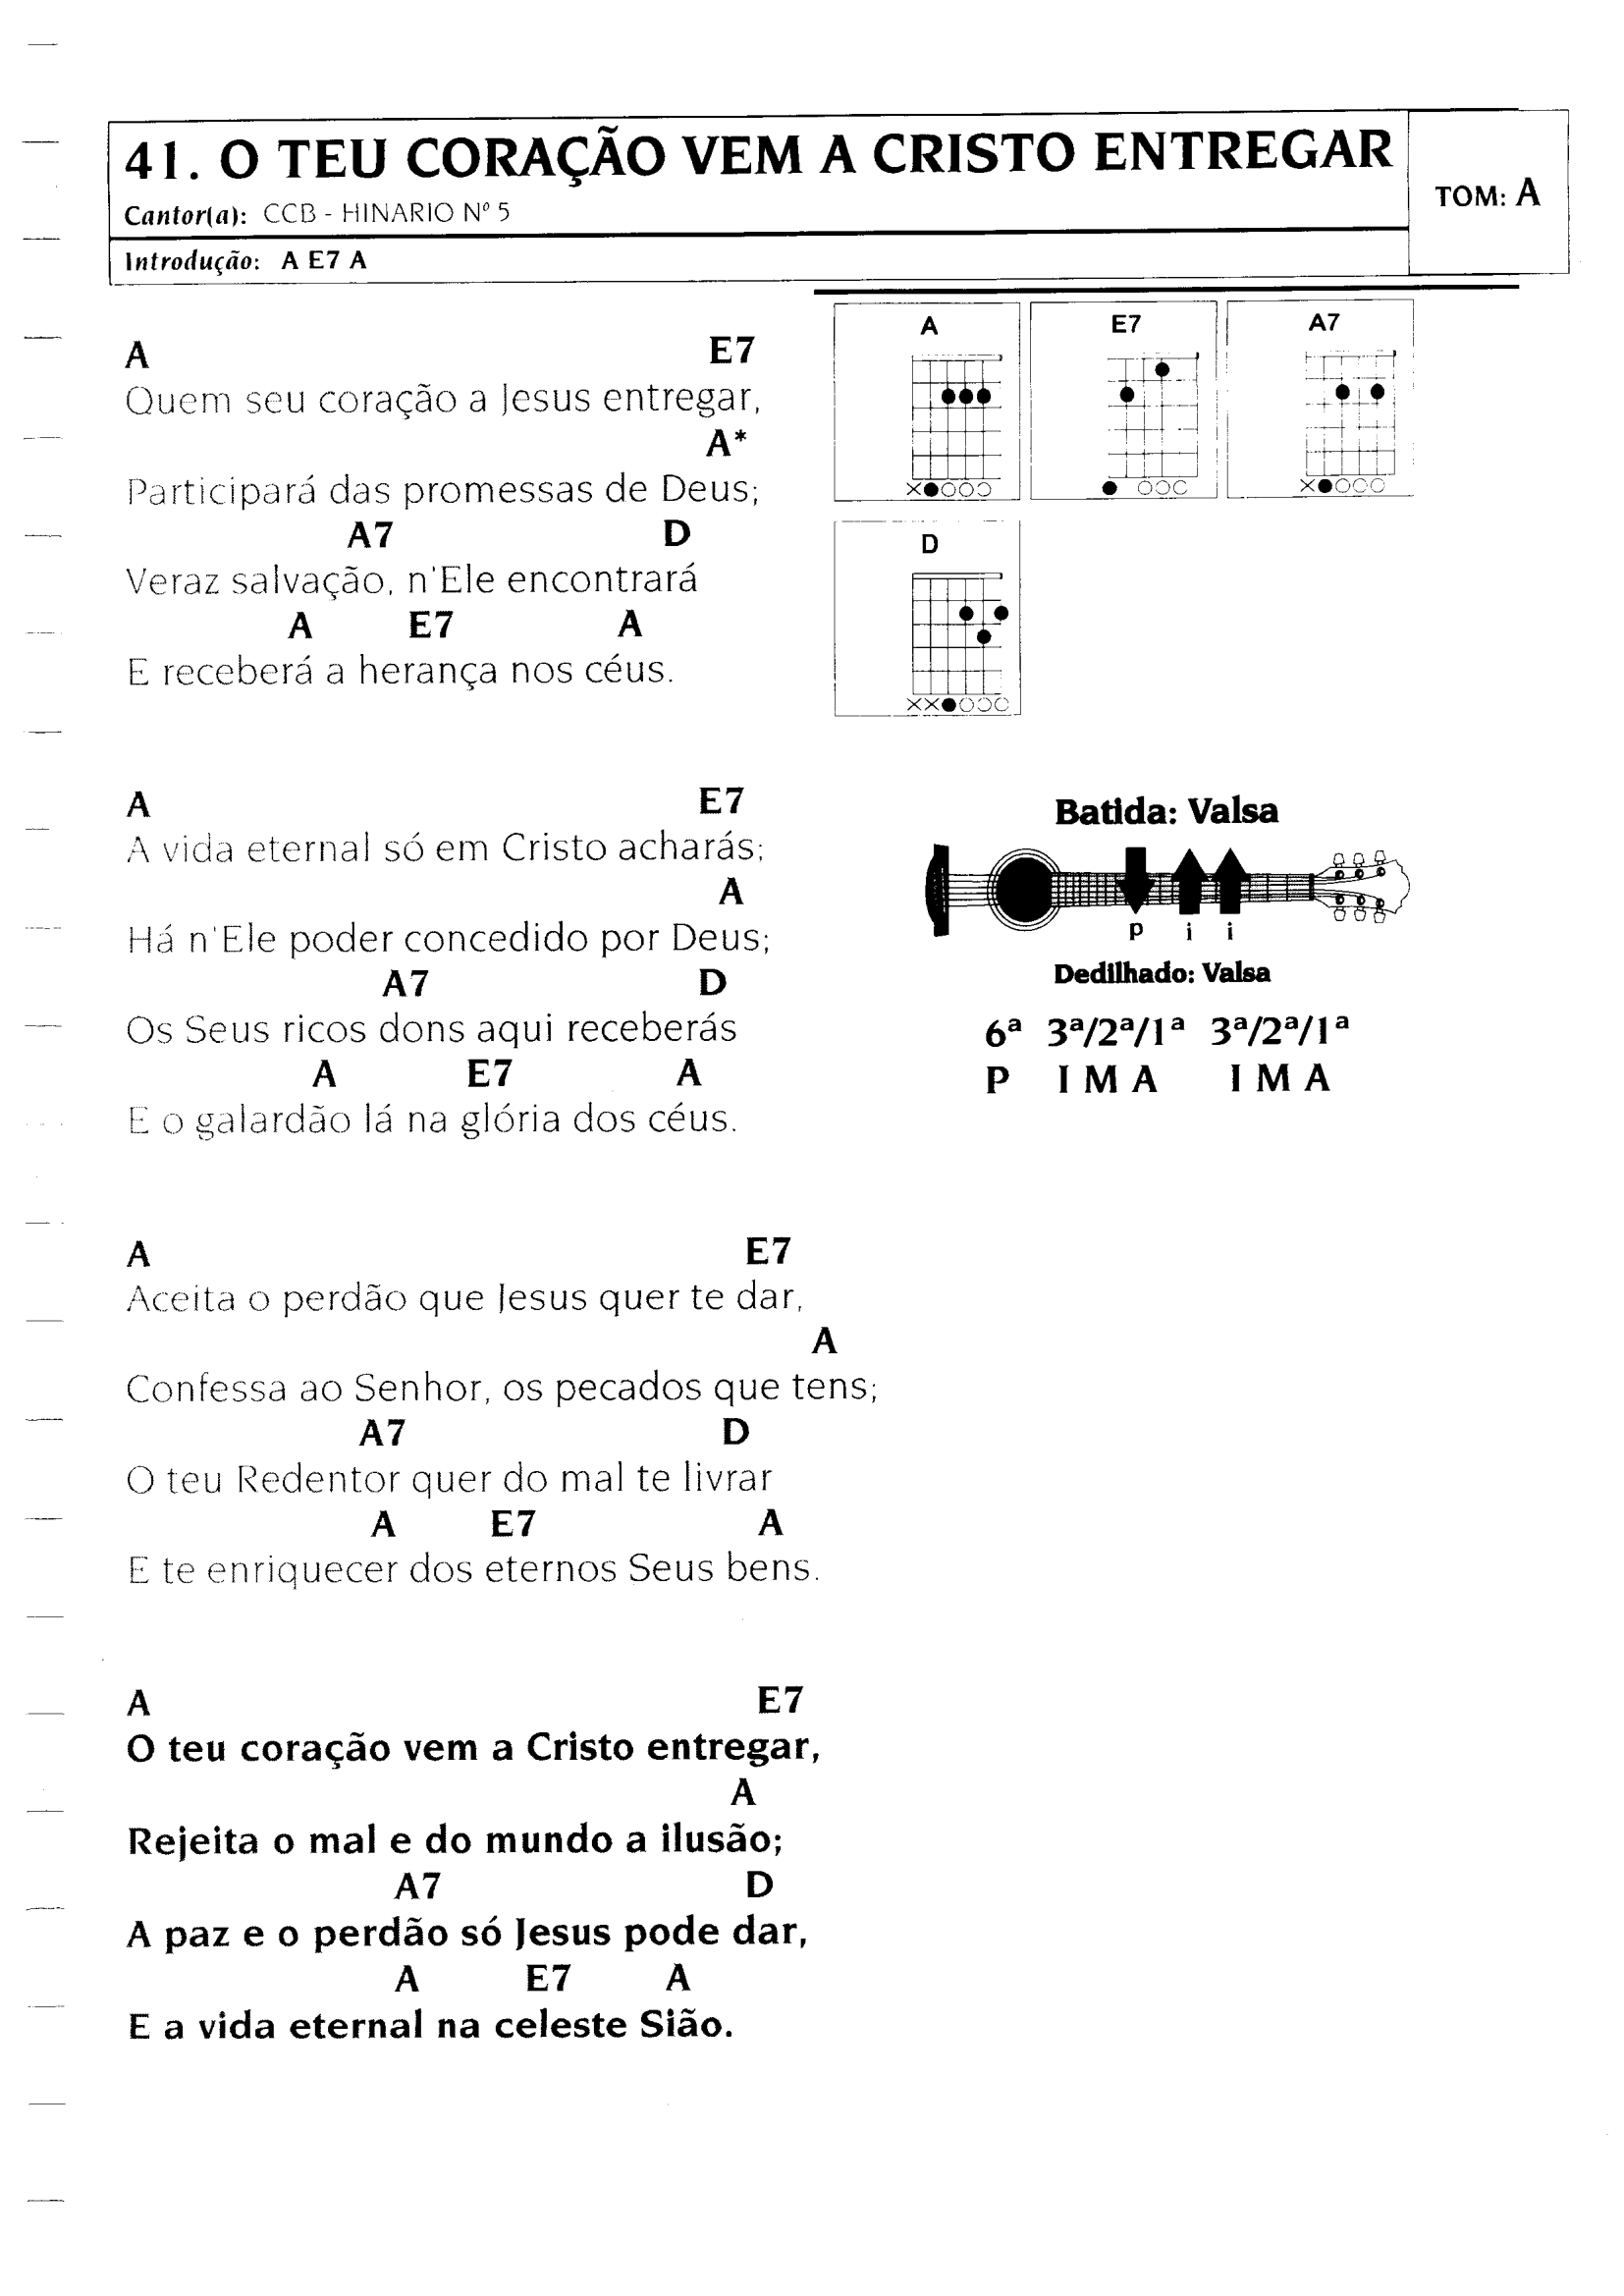 41. O TEU CORAÇÃO VEM A CRISTO ENTREGAR
Cantor(a): CCB - HINARIO Nº 5
TOM: A
Introdução: A E7 A
A E7
Quem seu coração a Jesus entregar,
A*
Participará das promessas de Deus;
A7 D
Veraz salvação, n'Ele encontrará
A E7 A
E receberá a herança nos céus.
A E7
A vida eternal só em Cristo acharás;
A
Há n'Ele poder concedido por Deus;
A7 D
Os Seus ricos dons aqui receberás
A E7 A
E o galardão lá na glória dos céus.
A E7
Aceita o perdão que Jesus quer te dar,
A
Confessa ao Senhor, os pecados que tens;
A7 D
O teu Redentor quer do mal te livrar
A E7 A
E te enriquecer dos eternos Seus bens.
A E7
O teu coração vem a Cristo entregar,
A
Rejeita o mal e do mundo a ilusão;
A7 D
A paz e o perdão só Jesus pode dar,
A E7 A
E a vida eternal na celeste Sião.
A E7 A7
D
Batida: Valsa
p i i
Dedilhado: Valsa
6ª 3ª/2ª/1ª 3ª/2ª/1ª
P I M A I M A